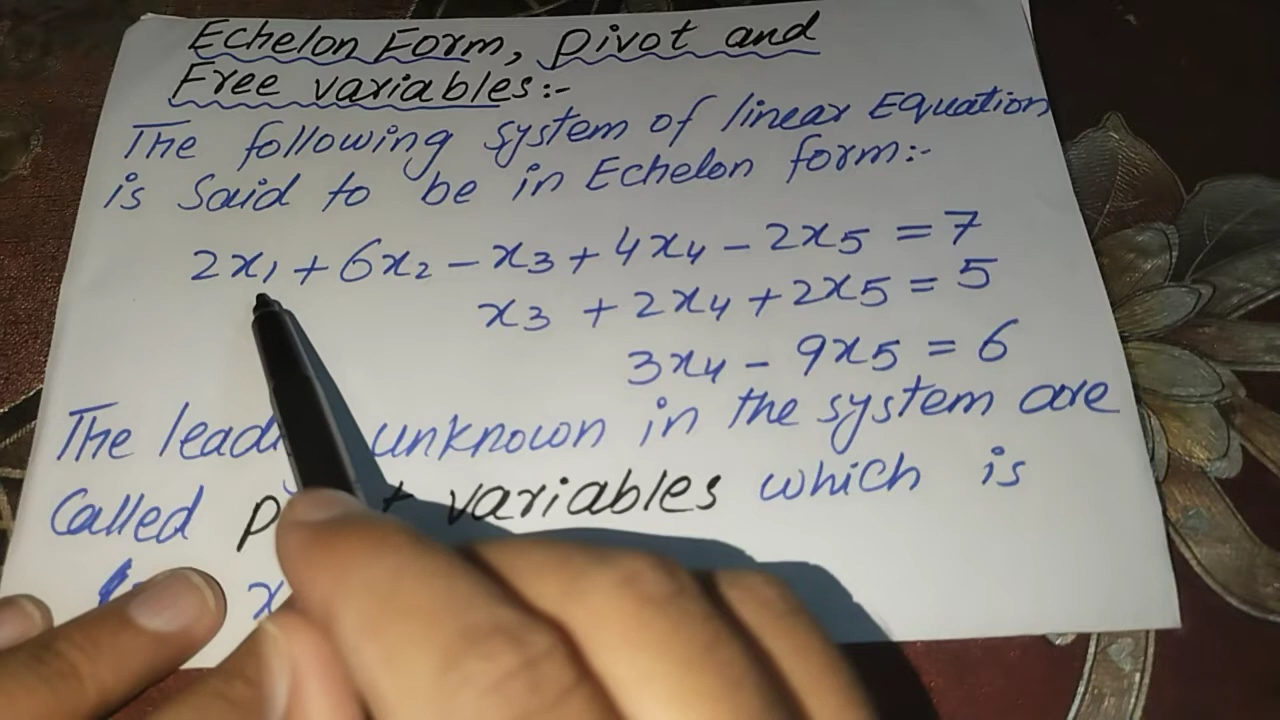 Echelon Form, pivot and
Free variables:-
The following system of linear Equation
is said to be in Echelon form:-
2x₁ + 6x₂ - x₃ + 4x₄ - 2x₅ = 7
x₃ + 2x₄ + 2x₅ = 5
3x₄ - 9x₅ = 6
The unknown in the system are
Called variables which is
x